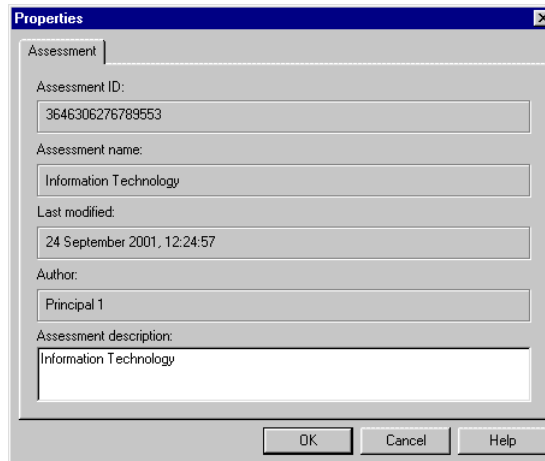 Properties
Assessment
Assessment ID:
3646306276789553
Assessment name:
Information Technology
Last modified:
24 September 2001, 12:24:57
Author:
Principal 1
Assessment description:
Information Technology
OK Cancel Help